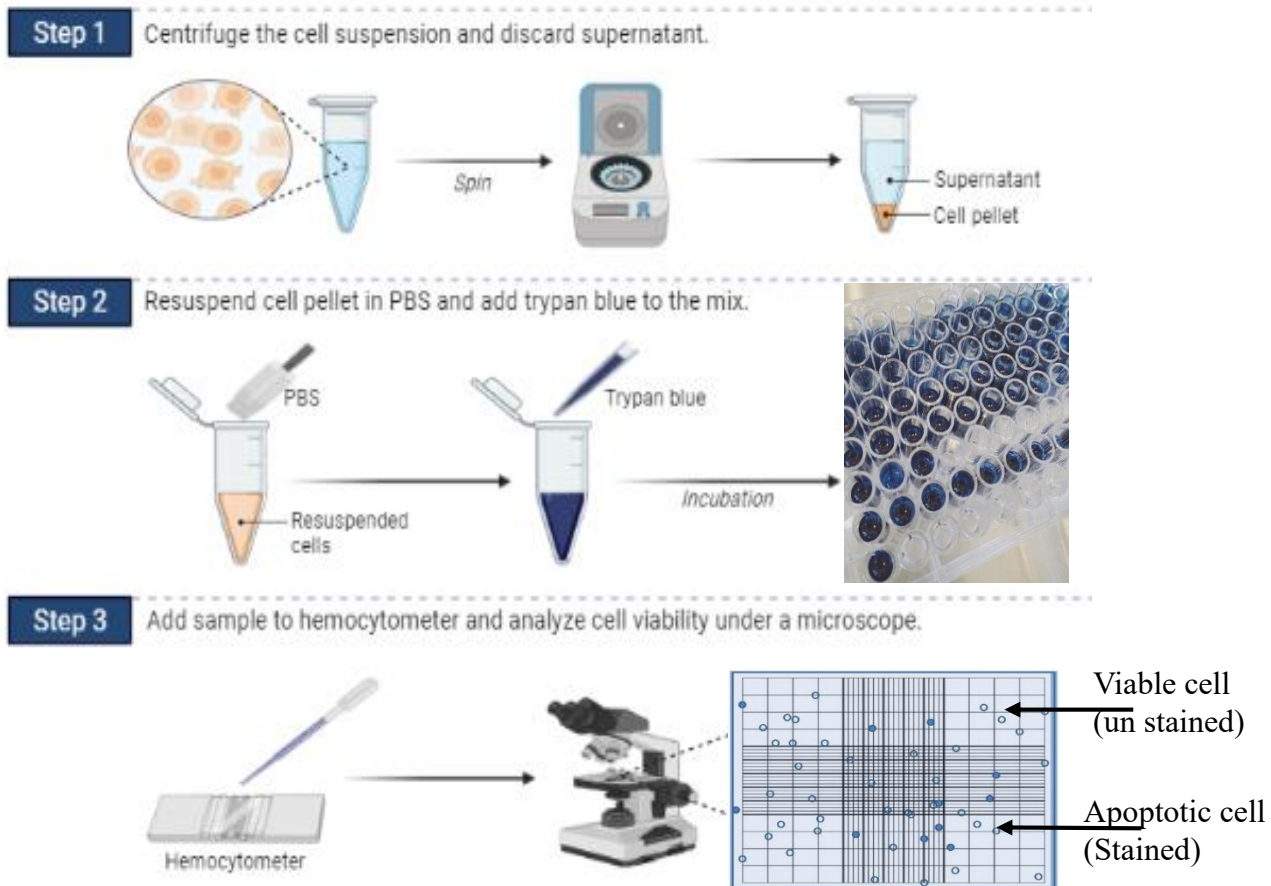 Step 1 Centrifuge the cell suspension and discard supernatant.
Spin
Supernatant
Cell pellet
Step 2 Resuspend cell pellet in PBS and add trypan blue to the mix.
PBS
Trypan blue
Resuspended
cells
Incubation
Step 3 Add sample to hemocytometer and analyze cell viability under a microscope.
Hemocytometer
Viable cell
(un stained)
Apoptotic cell
(Stained)